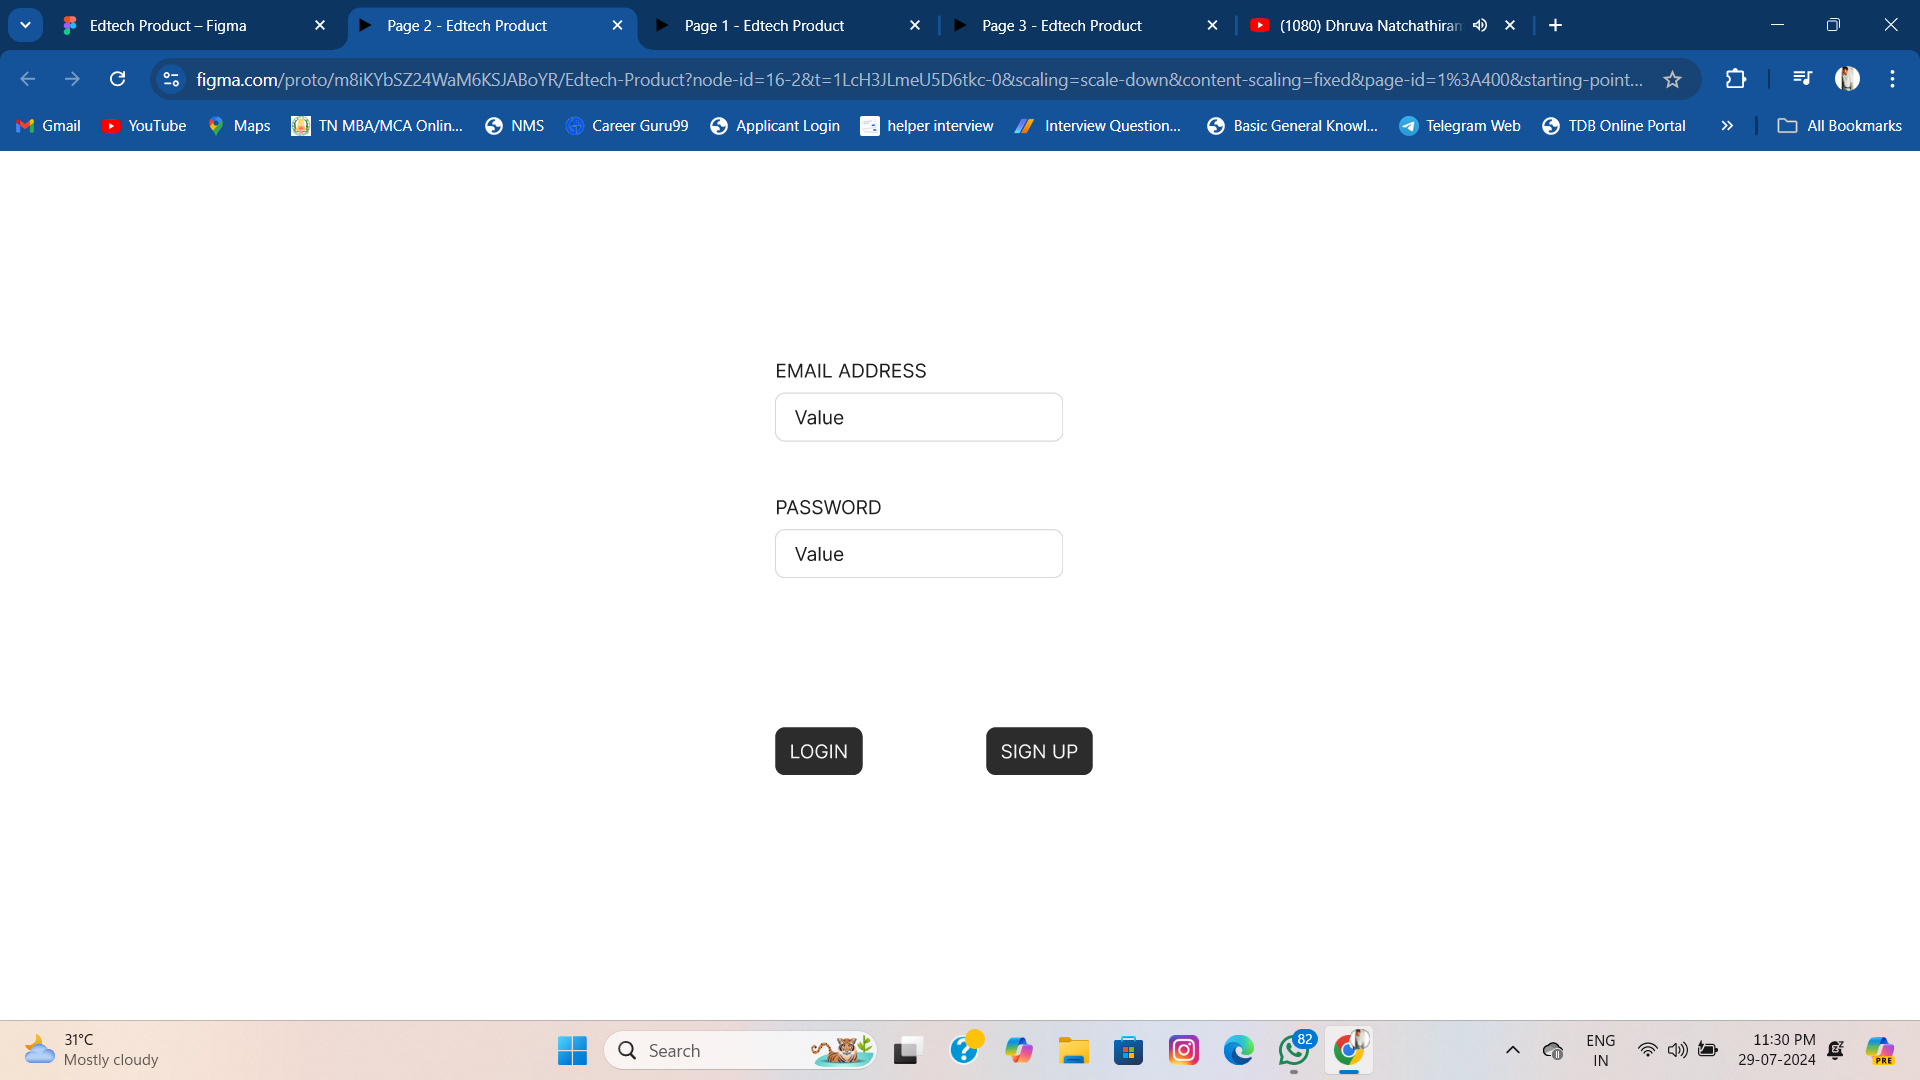 Edtech Product – Figma
Page 2 - Edtech Product
Page 1 - Edtech Product
Page 3 - Edtech Product
(1080) Dhruva Natchathiram
figma.com/proto/m8iKYbSZ24WaM6KSJABoYR/Edtech-Product?node-id=16-2&t=1LcH3JLmeU5D6tkc-0&scaling=scale-down&content-scaling=fixed&page-id=1%3A400&starting-point...
Gmail
YouTube
Maps
TN MBA/MCA Onlin...
NMS
Career Guru99
Applicant Login
helper interview
Interview Question...
Basic General Knowl...
Telegram Web
TDB Online Portal
All Bookmarks
EMAIL ADDRESS
Value
PASSWORD
Value
LOGIN
SIGN UP
31°C
Mostly cloudy
Search
82
ENG
IN
11:30 PM
29-07-2024
PRE